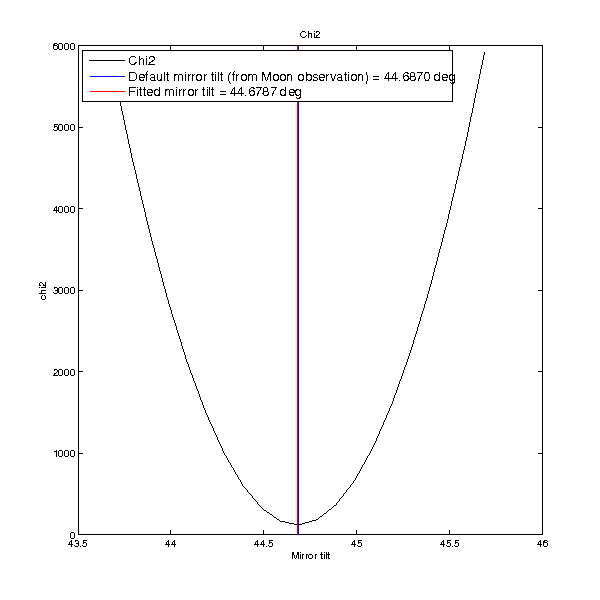 Chi2
6000
Chi2
Default mirror tilt (from Moon observation) = 44.6870 deg
Fitted mirror tilt = 44.6787 deg
5000
4000
3000
chi2
2000
1000
0
43.5 44 44.5 45 45.5 46
Mirror tilt